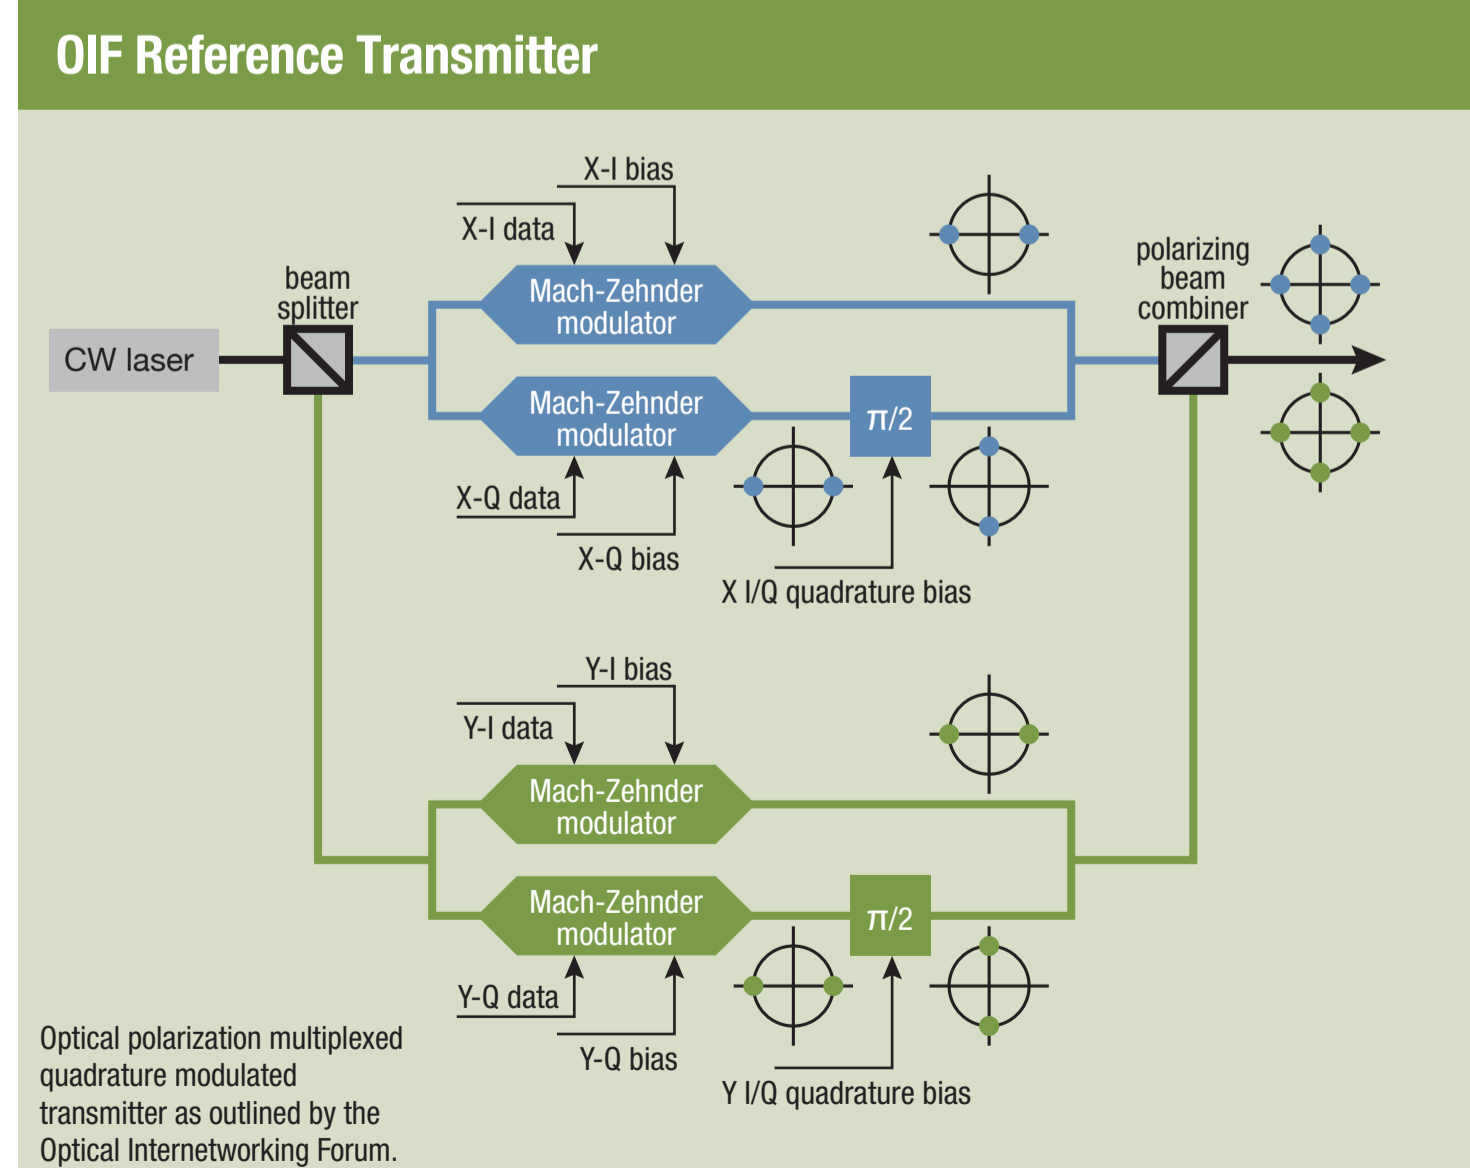 OIF Reference Transmitter
X-I bias
X-I data
beam
splitter
polarizing
beam
combiner
Mach-Zehnder
modulator
CW laser
Mach-Zehnder
modulator
π/2
X-Q data
X-Q bias
X I/Q quadrature bias
Y-I bias
Y-I data
Mach-Zehnder
modulator
Mach-Zehnder
modulator
π/2
Y-Q data
Y-Q bias
Y I/Q quadrature bias
Optical polarization multiplexed
quadrature modulated
transmitter as outlined by the
Optical Internetworking Forum.